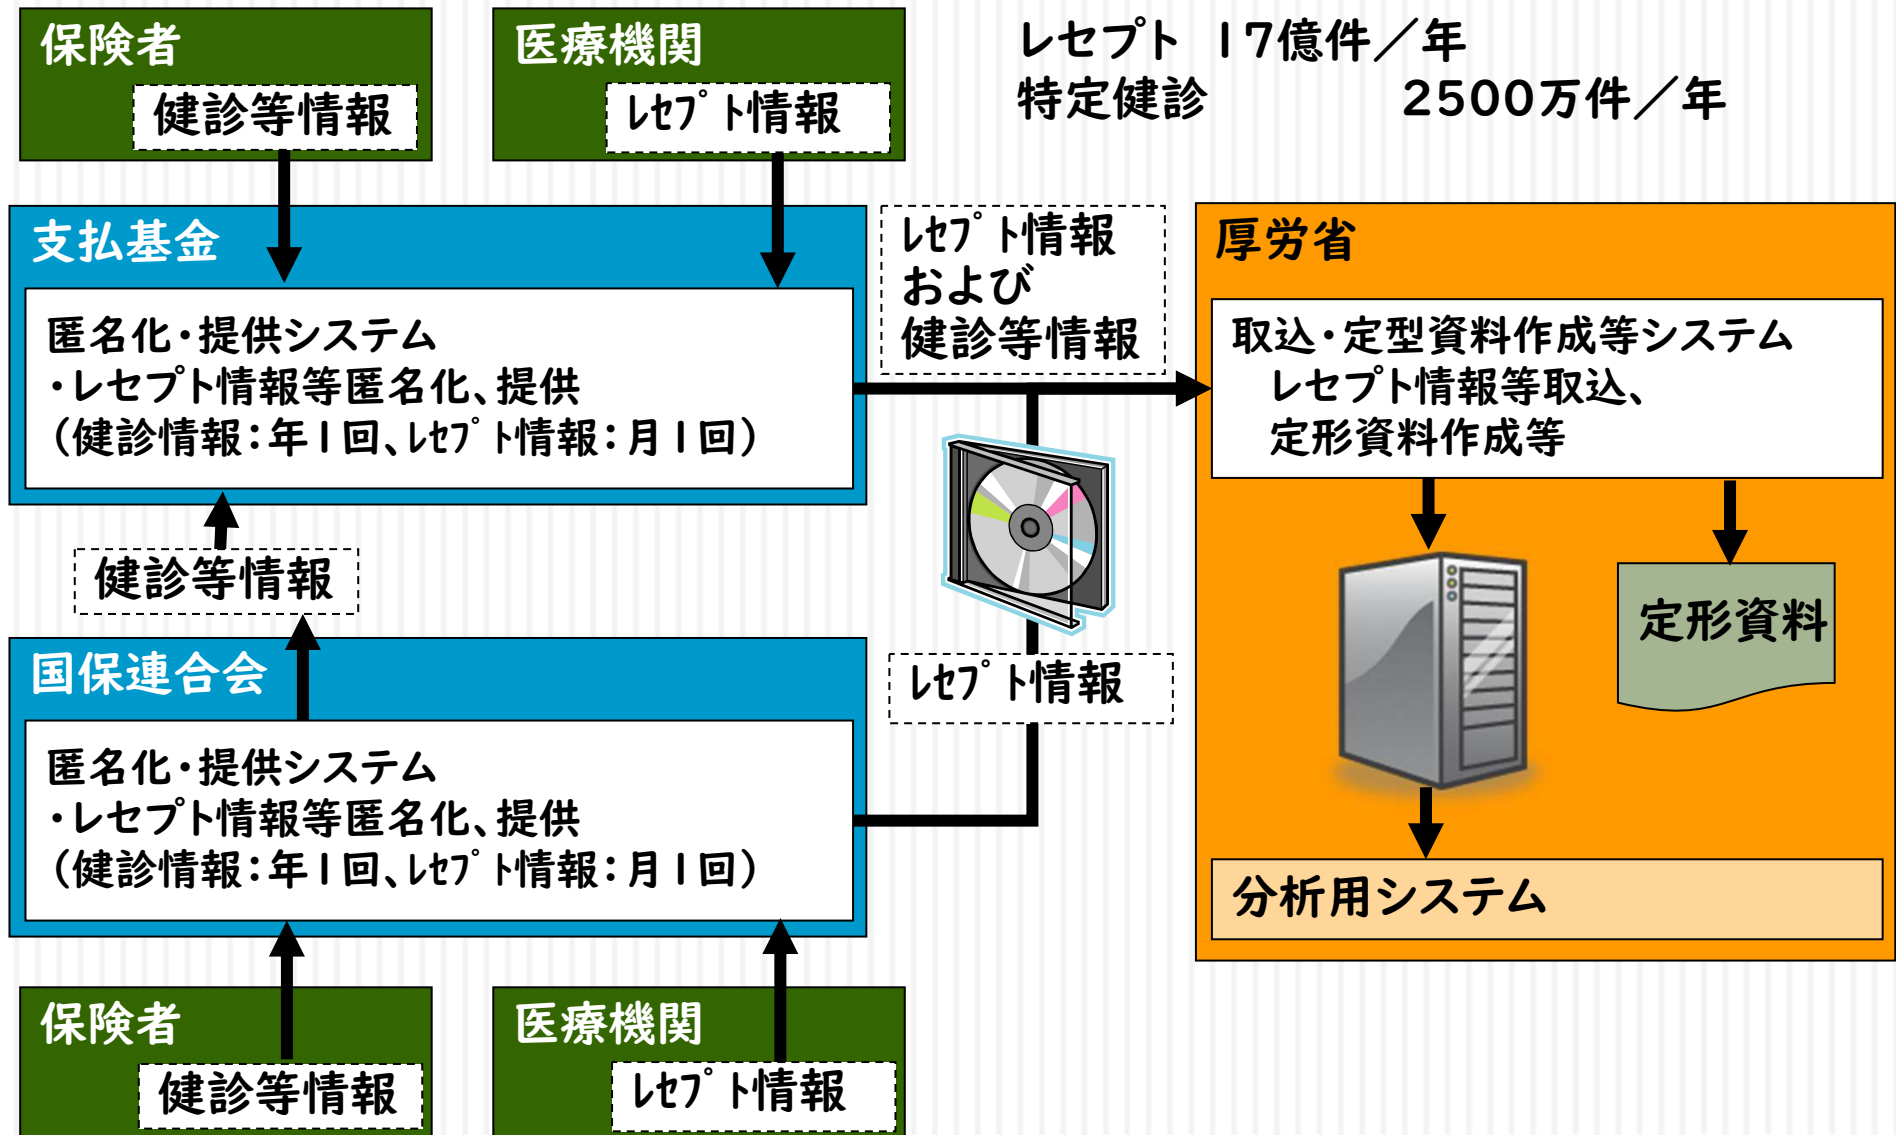 保険者
健診等情報
医療機関
ﾚｾﾌﾟﾄ情報
レセプト 17億件／年
特定健診 2500万件／年
支払基金
匿名化・提供システム
・レセプト情報等匿名化、提供
（健診情報：年1回、ﾚｾﾌﾟﾄ情報：月1回）
ﾚｾﾌﾟﾄ情報
および
健診等情報
厚労省
取込・定型資料作成等システム
レセプト情報等取込、
定形資料作成等
健診等情報
定形資料
国保連合会
匿名化・提供システム
・レセプト情報等匿名化、提供
（健診情報：年1回、ﾚｾﾌﾟﾄ情報：月1回）
ﾚｾﾌﾟﾄ情報
分析用システム
保険者
健診等情報
医療機関
ﾚｾﾌﾟﾄ情報